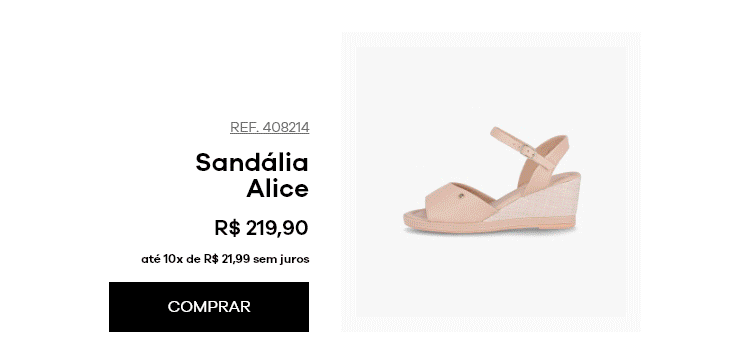 REF. 408214
Sandália
Alice
R$ 219,90
até 10x de R$ 21,99 sem juros
COMPRAR